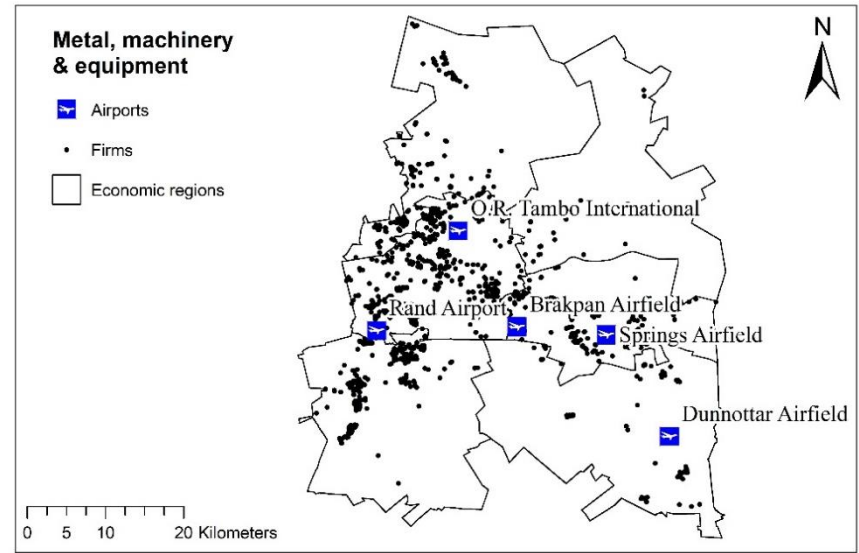 Metal, machinery
& equipment
Airports
Firms
Economic regions
N
O.R. Tambo International
Rand Airport
Brakpan Airfield
Springs Airfield
Dunnottar Airfield
0 5 10 20 Kilometers